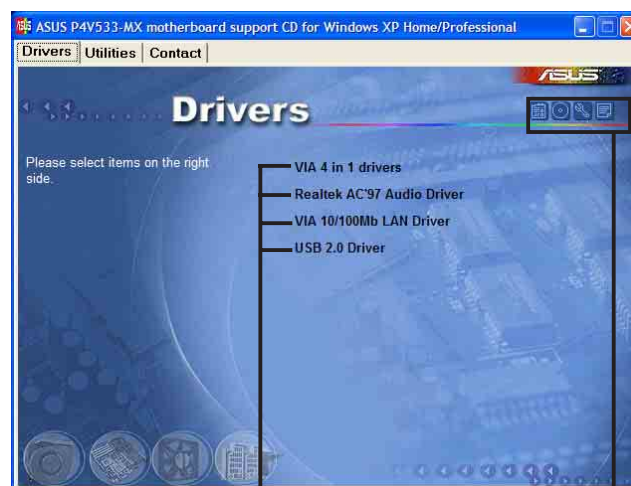 ASUS P4V533-MX motherboard support CD for Windows XP Home/Professional
Drivers Utilities Contact
ASUS
Drivers
Please select items on the right
side.
VIA 4 in 1 drivers
Realtek AC'97 Audio Driver
VIA 10/100Mb LAN Driver
USB 2.0 Driver